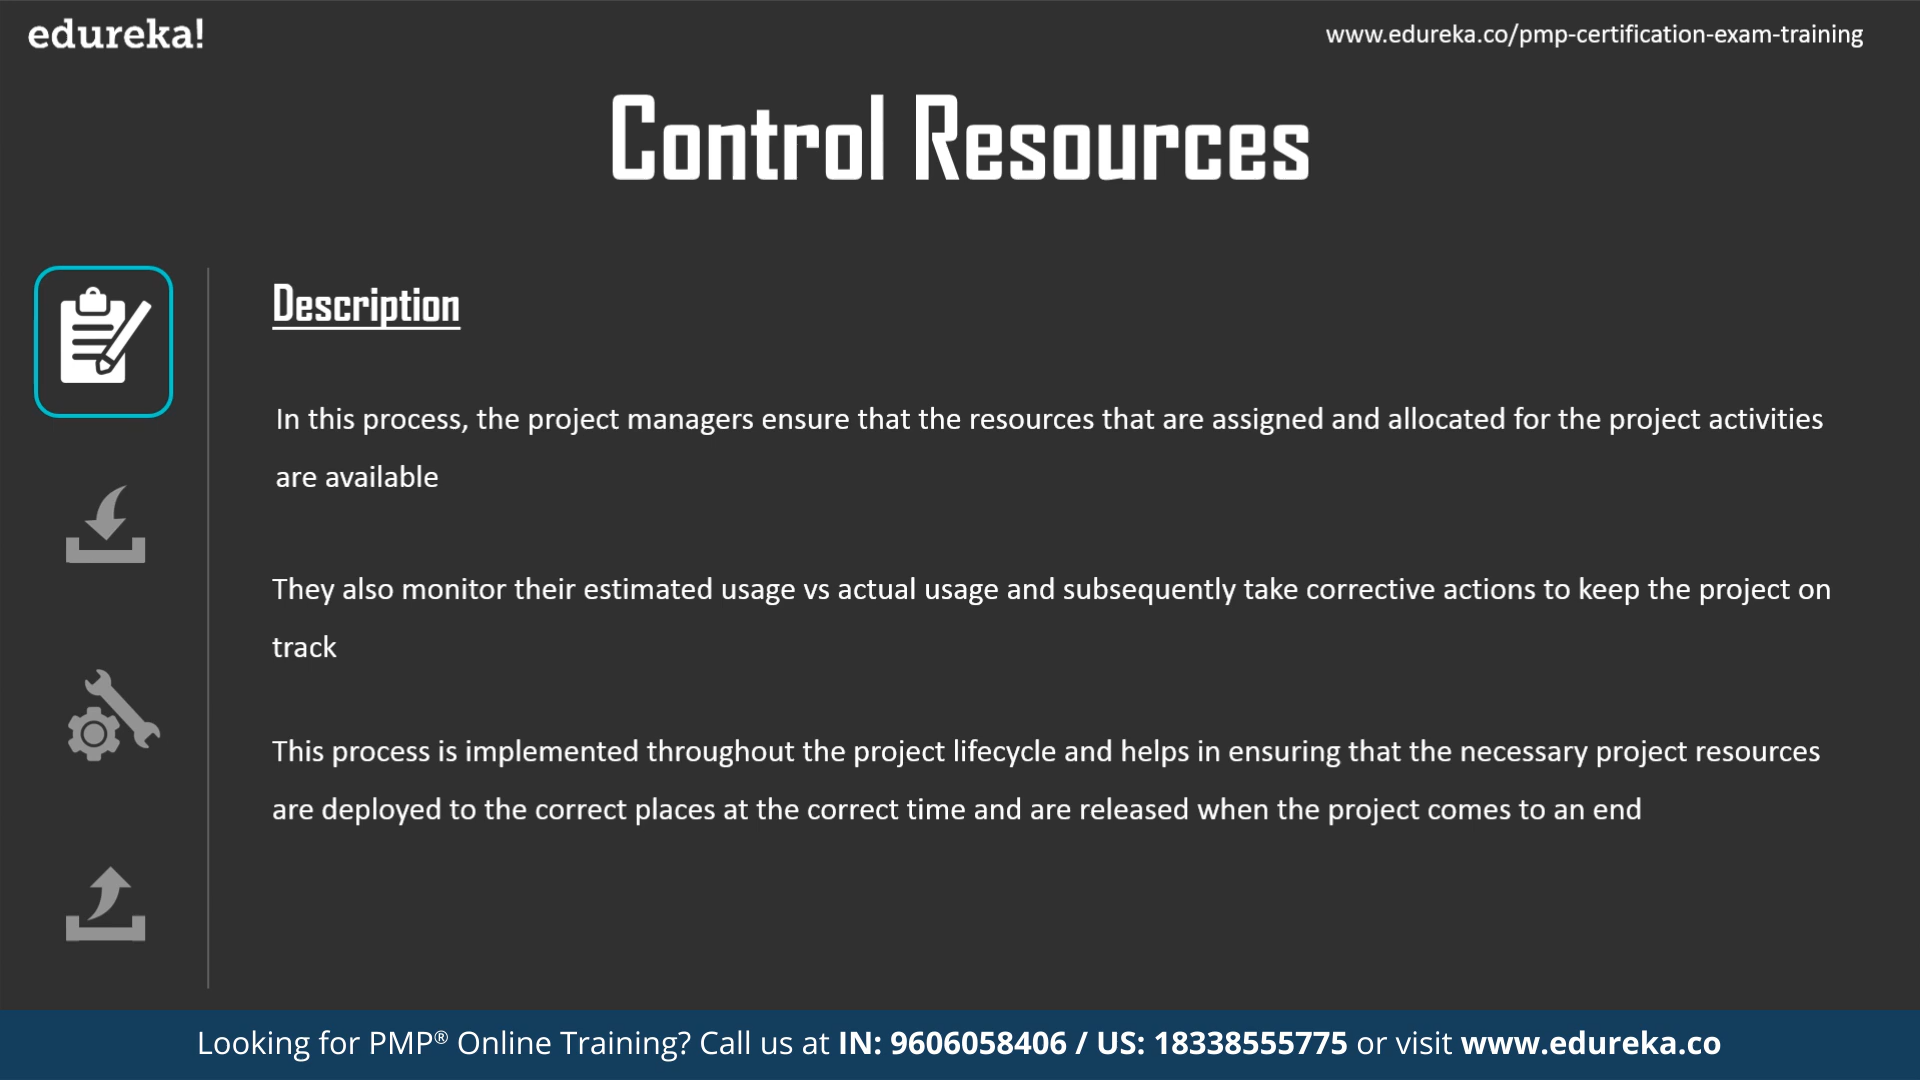 edureka!
www.edureka.co/pmp-certification-exam-training
Control Resources
Description
In this process, the project managers ensure that the resources that are assigned and allocated for the project activities
are available
They also monitor their estimated usage vs actual usage and subsequently take corrective actions to keep the project on
track
This process is implemented throughout the project lifecycle and helps in ensuring that the necessary project resources
are deployed to the correct places at the correct time and are released when the project comes to an end
Looking for PMP® Online Training? Call us at IN: 9606058406 / US: 18338555775 or visit www.edureka.co